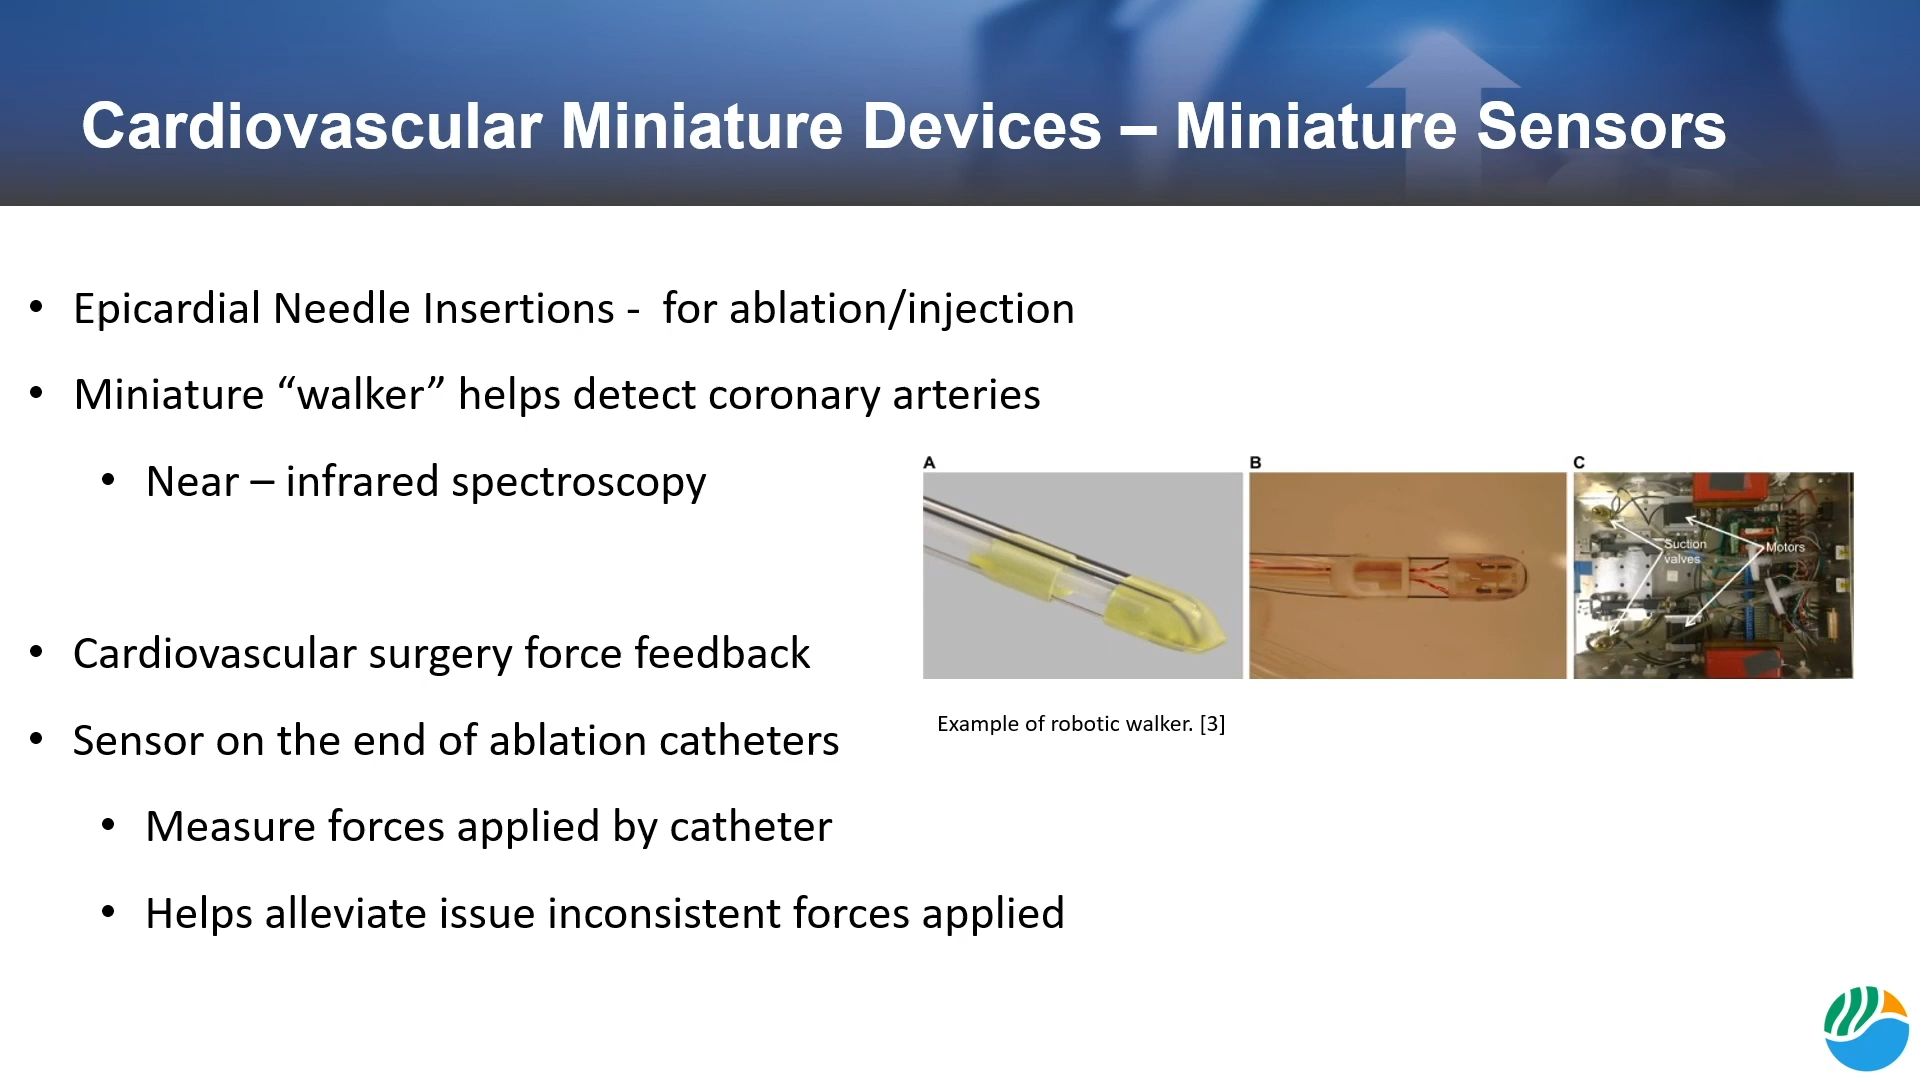 Cardiovascular Miniature Devices – Miniature Sensors
• Epicardial Needle Insertions -  for ablation/injection
• Miniature “walker” helps detect coronary arteries
• Near – infrared spectroscopy
• Cardiovascular surgery force feedback
• Sensor on the end of ablation catheters
• Measure forces applied by catheter
• Helps alleviate issue inconsistent forces applied
A
B
C
Suction
valves
Motors
Example of robotic walker. [3]